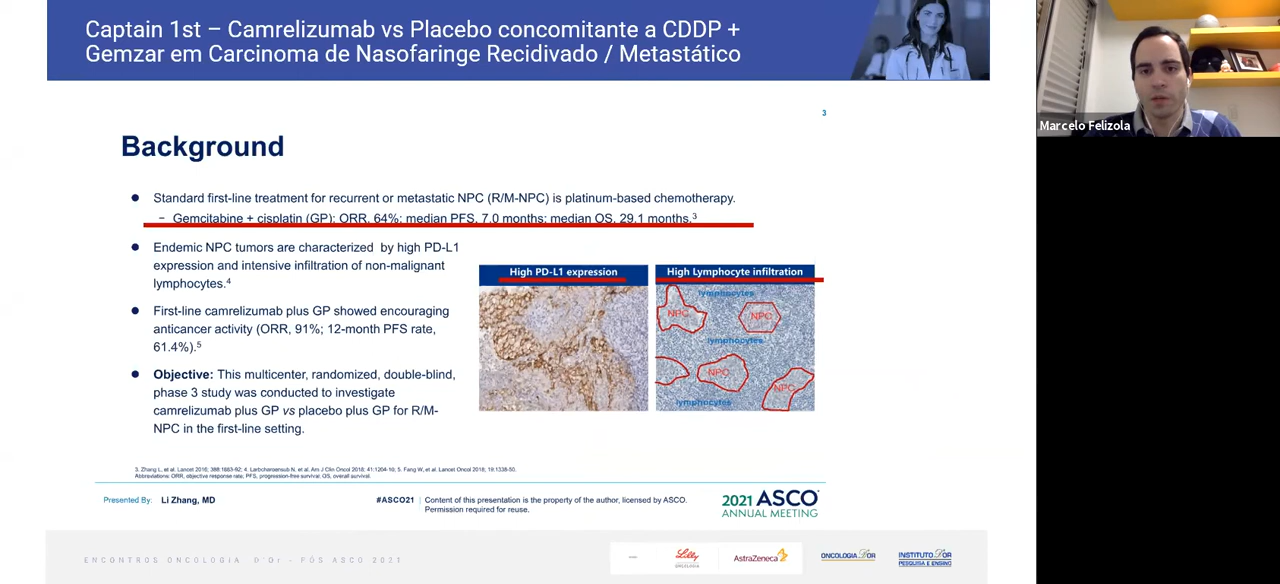 Captain 1st – Camrelizumab vs Placebo concomitante a CDDP +
Gemzar em Carcinoma de Nasofaringe Recidivado / Metastático
Marcelo Felizola
3
Background
● Standard first-line treatment for recurrent or metastatic NPC (R/M-NPC) is platinum-based chemotherapy.
− Gemcitabine + cisplatin (GP): ORR, 64%; median PFS, 7.0 months; median OS, 29.1 months.³
● Endemic NPC tumors are characterized by high PD-L1
expression and intensive infiltration of non-malignant
lymphocytes.⁴
● First-line camrelizumab plus GP showed encouraging
anticancer activity (ORR, 91%; 12-month PFS rate,
61.4%).⁵
● Objective: This multicenter, randomized, double-blind,
phase 3 study was conducted to investigate
camrelizumab plus GP vs placebo plus GP for R/M-
NPC in the first-line setting.
High PD-L1 expression
High Lymphocyte infiltration
lymphocytes
NPC
NPC
lymphocytes
NPC
NPC
lymphocytes
3. Zhang L, et al. Lancet 2016; 388:1883-92; 4. Larbcharoensub N, et al. Am J Clin Oncol 2018; 41:1204-10; 5. Fang W, et al. Lancet Oncol 2018; 19:1338-50.
Abbreviations: ORR, objective response rate; PFS, progression-free survival; OS, overall survival.
Presented By: Li Zhang, MD
#ASCO21
Content of this presentation is the property of the author, licensed by ASCO.
Permission required for reuse.
2021 ASCO
ANNUAL MEETING
ENCONTROS ONCOLOGIA D'Or - PÓS ASCO 2021
Lilly
ONCOLOGIA
AstraZeneca
ONCOLOGIA D'OR
INSTITUTO D'OR
PESQUISA E ENSINO